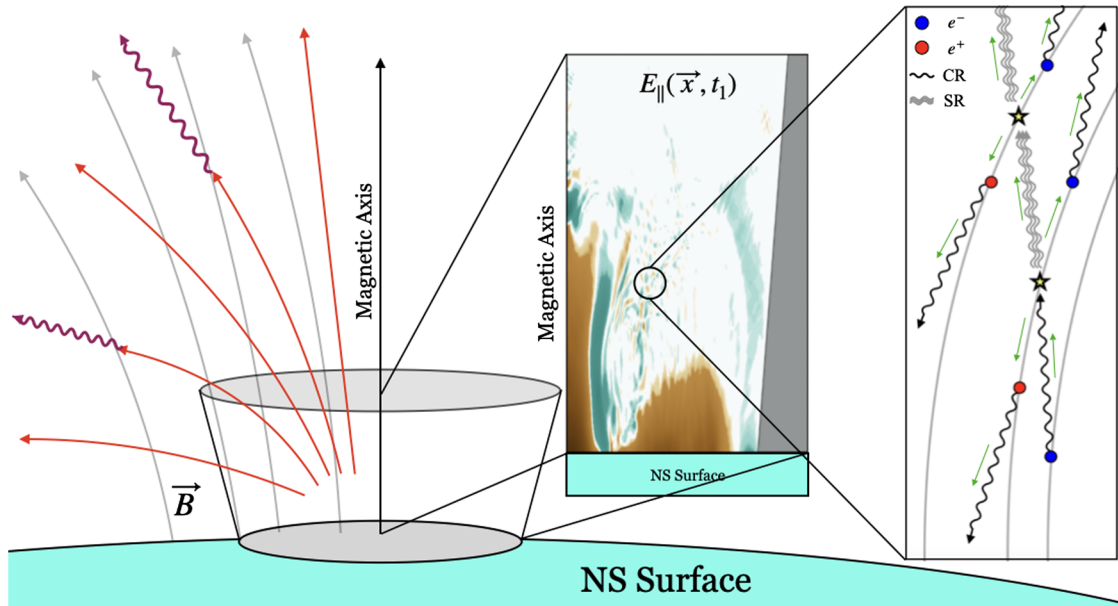 Magnetic Axis
B
NS Surface
E∥(x, t₁)
Magnetic Axis
NS Surface
e⁻
e⁺
CR
SR